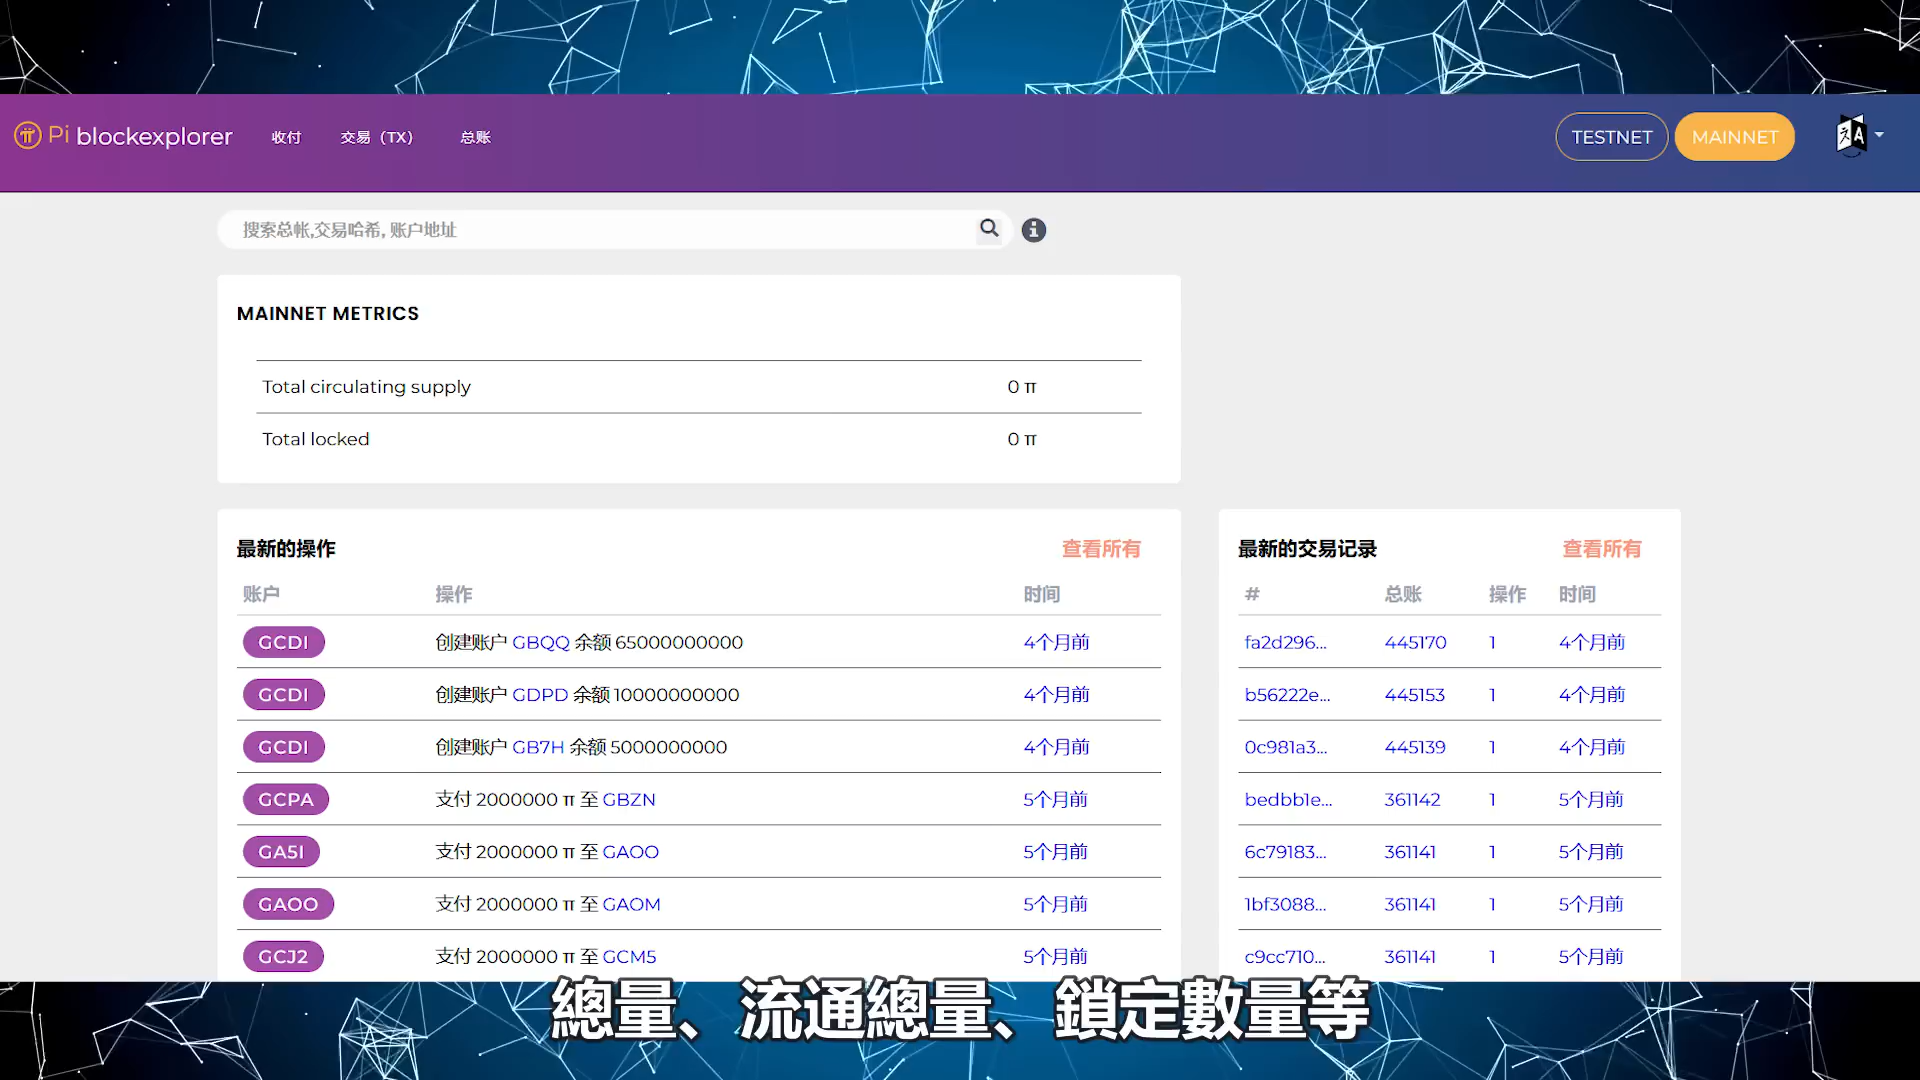 Pi blockexplorer 收付 交易（TX） 总账 TESTNET MAINNET
搜索总帐,交易哈希, 账户地址
MAINNET METRICS
Total circulating supply 0 π
Total locked 0 π
最新的操作 查看所有
账户 操作 时间
GCDI 创建账户 GBQQ 余额 65000000000 4个月前
GCDI 创建账户 GDPD 余额 10000000000 4个月前
GCDI 创建账户 GB7H 余额 5000000000 4个月前
GCPA 支付 2000000 π 至 GBZN 5个月前
GA5I 支付 2000000 π 至 GAOO 5个月前
GAOO 支付 2000000 π 至 GAOM 5个月前
GCJ2 支付 2000000 π 至 GCM5 5个月前
最新的交易记录 查看所有
# 总账 操作 时间
fa2d296... 445170 1 4个月前
b56222e... 445153 1 4个月前
0c981a3... 445139 1 4个月前
bedbb1e... 361142 1 5个月前
6c79183... 361141 1 5个月前
1bf3088... 361141 1 5个月前
c9cc710... 361141 1 5个月前
總量、流通總量、鎖定數量等